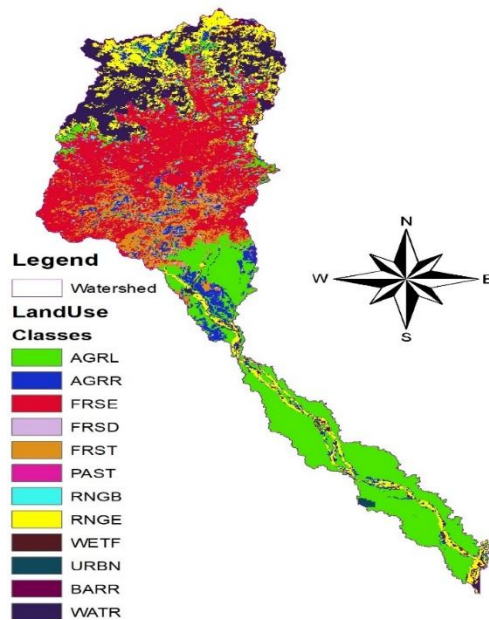 N
W E
S
Legend
Watershed
LandUse
Classes
AGRL
AGRR
FRSE
FRSD
FRST
PAST
RNGB
RNGE
WETF
URBN
BARR
WATR